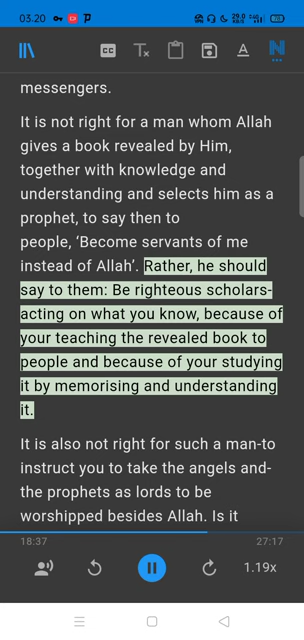 03.20
29.0
KB/S
CC
messengers.
It is not right for a man whom Allah
gives a book revealed by Him,
together with knowledge and
understanding and selects him as a
prophet, to say then to
people, ‘Become servants of me
instead of Allah’. Rather, he should
say to them: Be righteous scholars-
acting on what you know, because of
your teaching the revealed book to
people and because of your studying
it by memorising and understanding
it.
It is also not right for such a man-to
instruct you to take the angels and-
the prophets as lords to be
worshipped besides Allah. Is it
18:37
27:17
1.19x